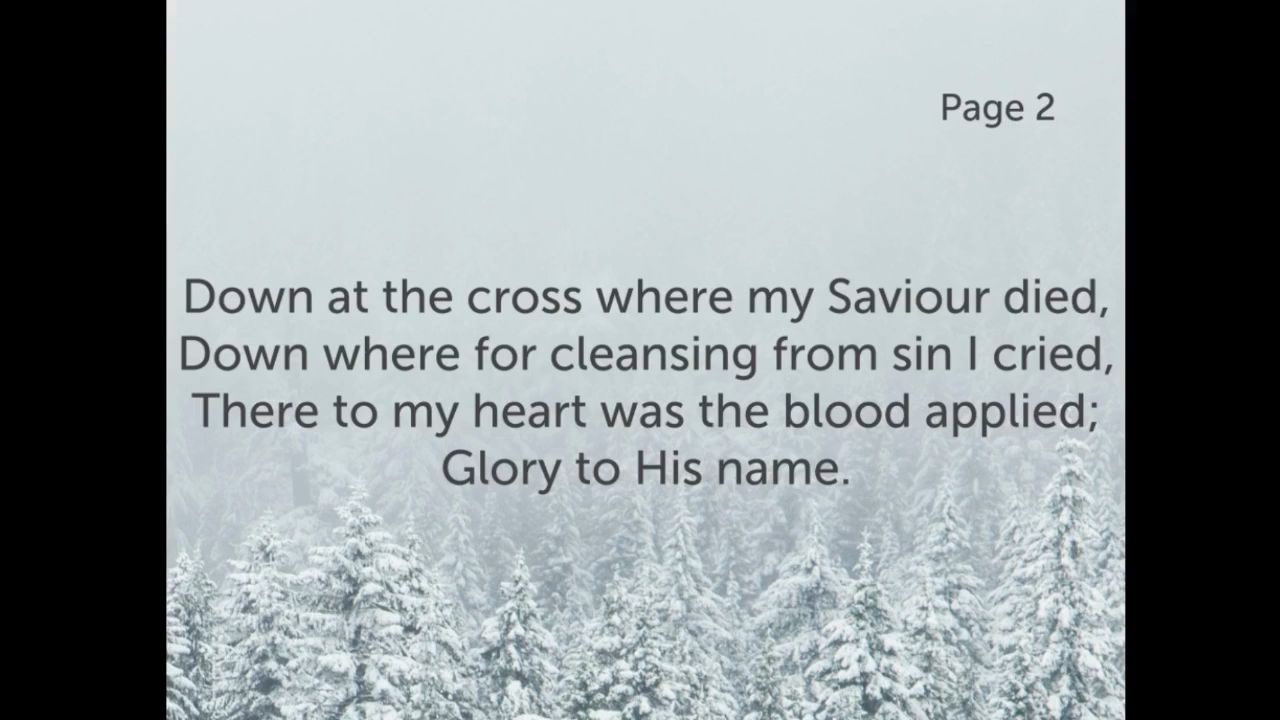 Page 2
Down at the cross where my Saviour died,
Down where for cleansing from sin I cried,
There to my heart was the blood applied;
Glory to His name.